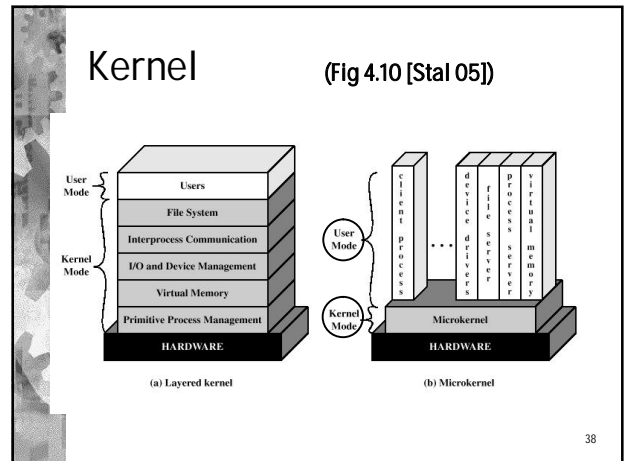 Kernel
(Fig 4.10 [Stal 05])
User
Mode
Kernel
Mode
Users
File System
Interprocess Communication
I/O and Device Management
Virtual Memory
Primitive Process Management
HARDWARE
(a) Layered kernel
User
Mode
Kernel
Mode
client process
...
device drivers
file server
process server
virtual memory
Microkernel
HARDWARE
(b) Microkernel
38